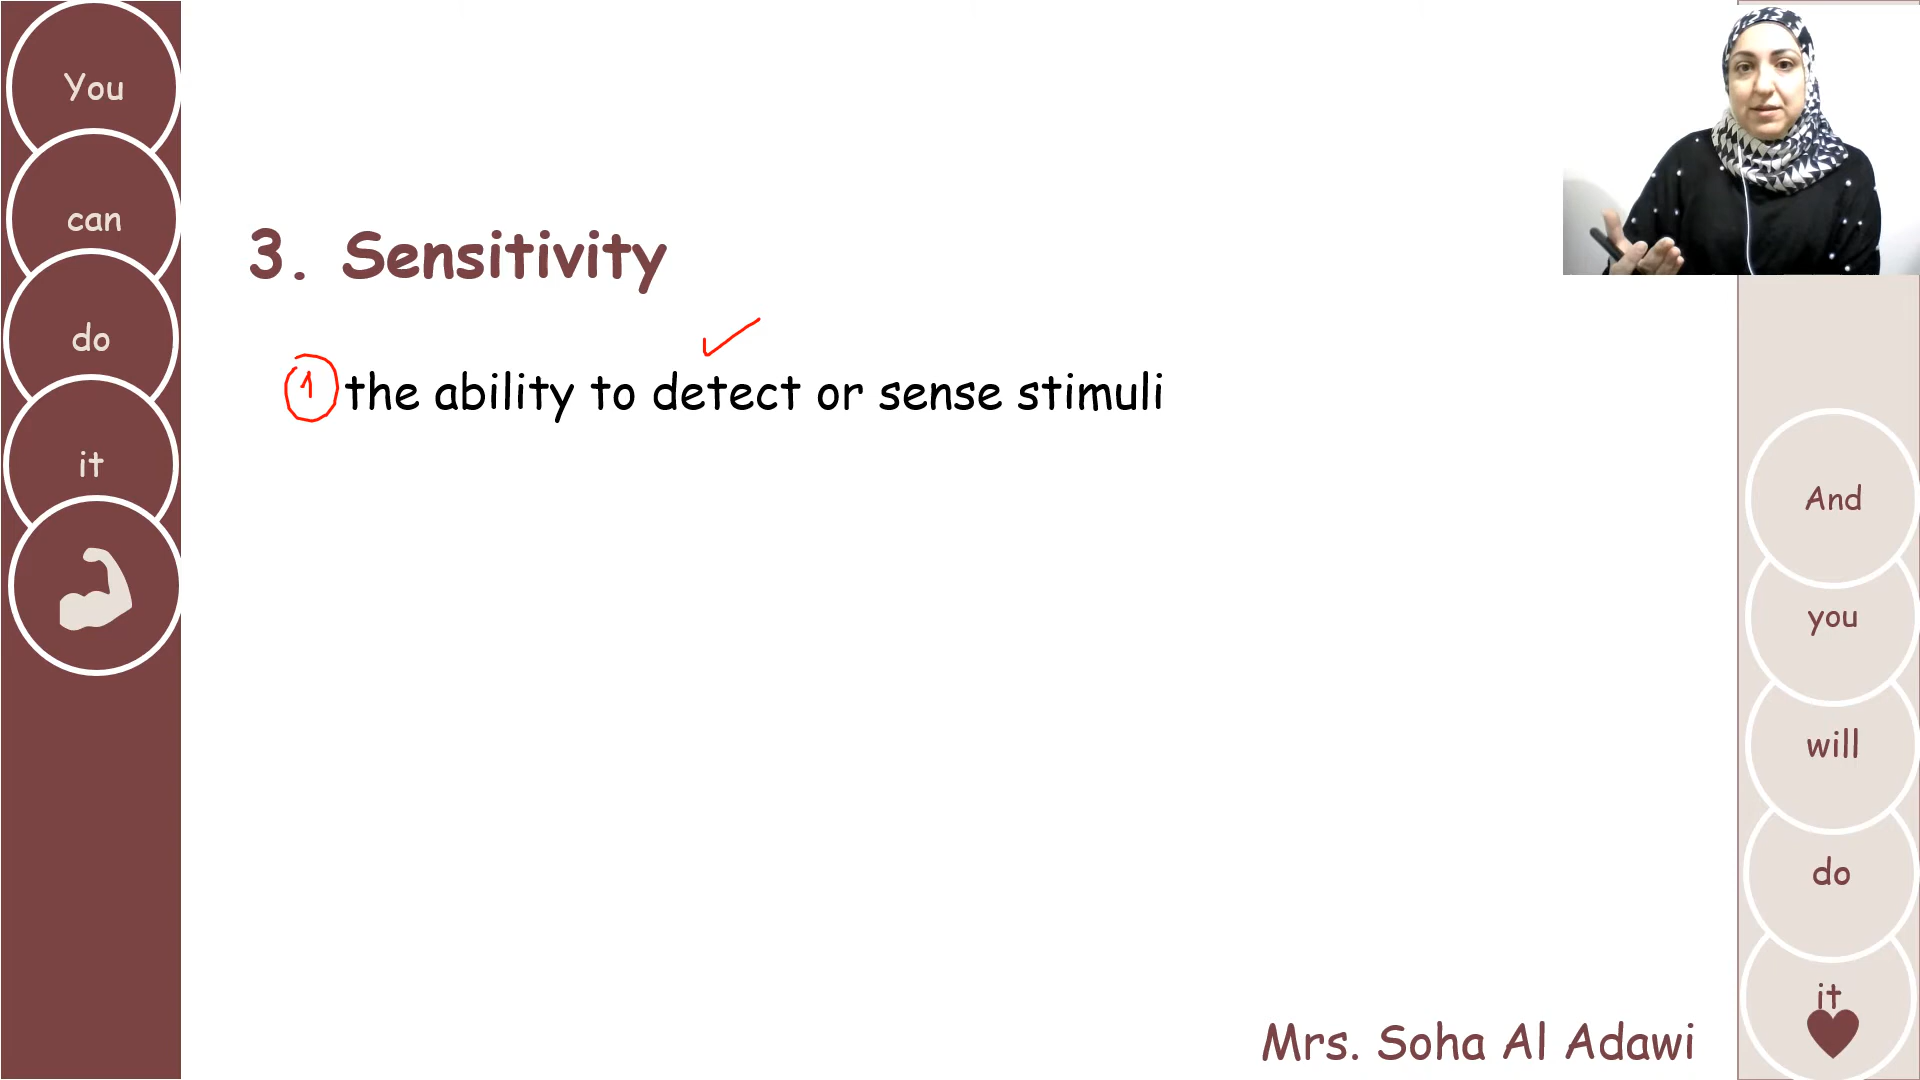 You
can
do
it
3. Sensitivity
1 the ability to detect or sense stimuli
And
you
will
do
it
Mrs. Soha Al Adawi